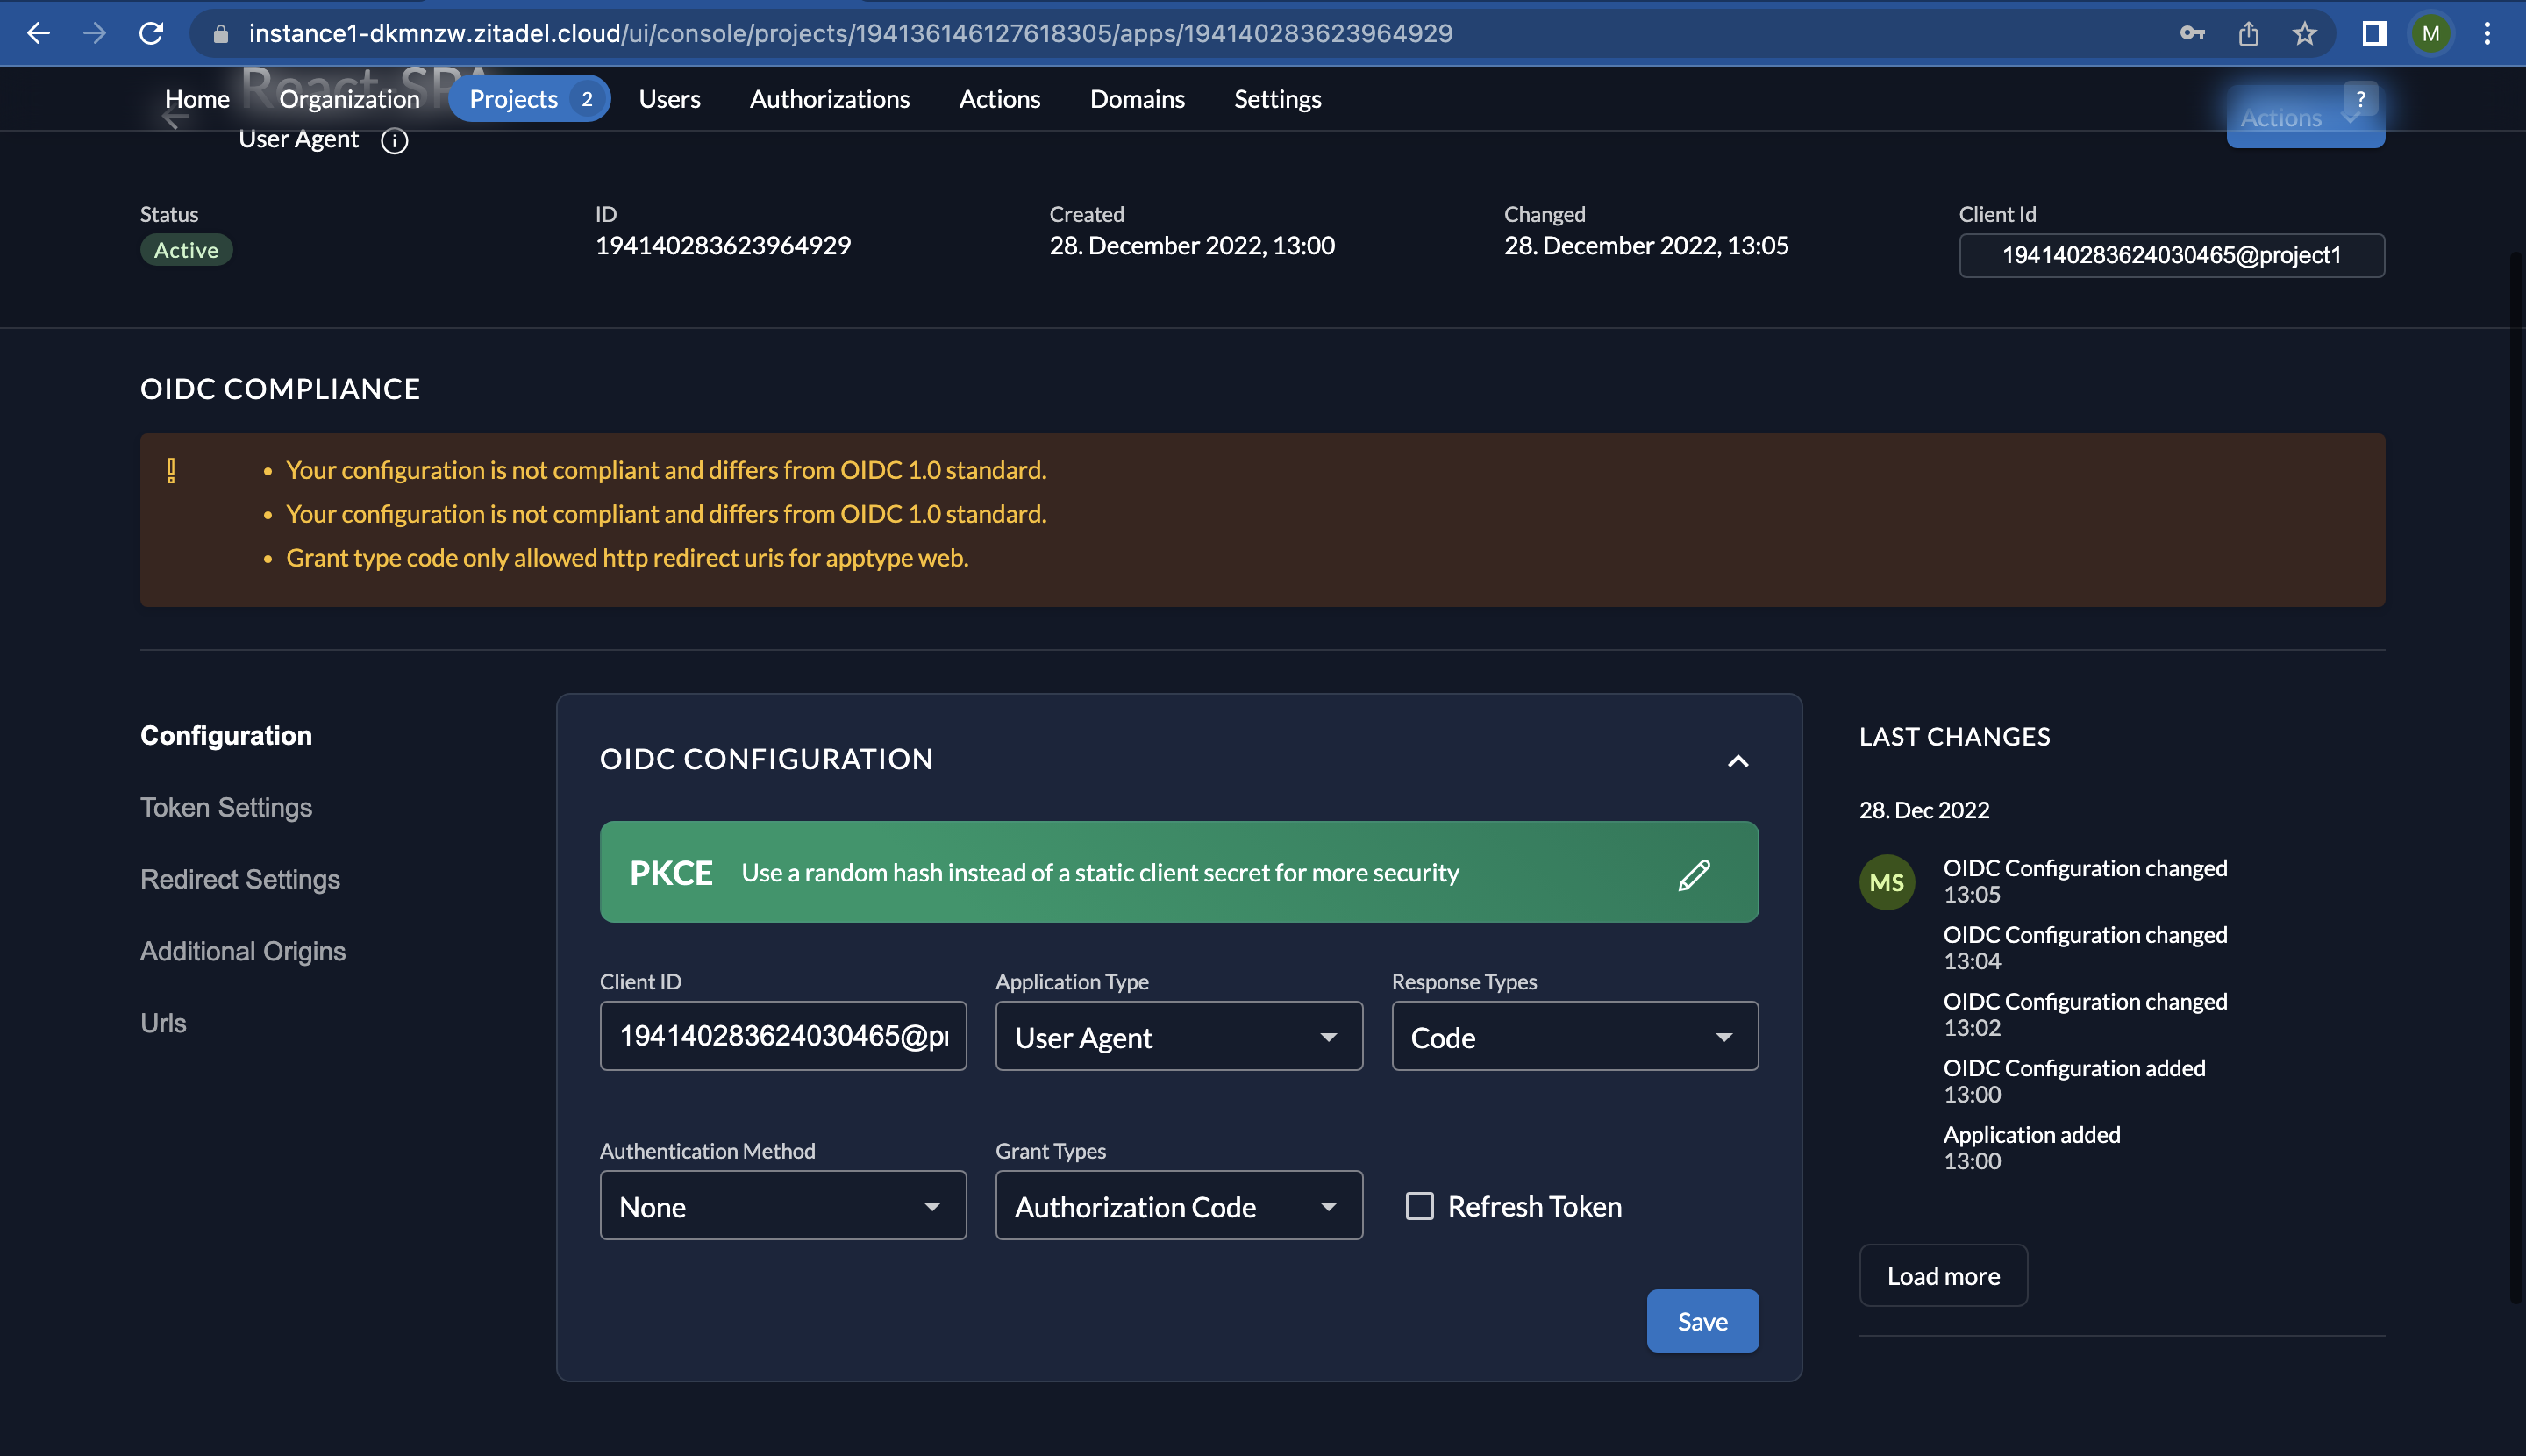 instance1-dkmnzw.zitadel.cloud/ui/console/projects/194136146127618305/apps/194140283623964929
M
React-SPA
Home Organization Projects 2 Users Authorizations Actions Domains Settings
?
Actions
User Agent
Status
Active
ID
194140283623964929
Created
28. December 2022, 13:00
Changed
28. December 2022, 13:05
Client Id
194140283624030465@project1
OIDC COMPLIANCE
Your configuration is not compliant and differs from OIDC 1.0 standard.
Your configuration is not compliant and differs from OIDC 1.0 standard.
Grant type code only allowed http redirect uris for apptype web.
Configuration
Token Settings
Redirect Settings
Additional Origins
Urls
OIDC CONFIGURATION
PKCE Use a random hash instead of a static client secret for more security
Client ID
194140283624030465@p
Application Type
User Agent
Response Types
Code
Authentication Method
None
Grant Types
Authorization Code
Refresh Token
Save
LAST CHANGES
28. Dec 2022
MS
OIDC Configuration changed
13:05
OIDC Configuration changed
13:04
OIDC Configuration changed
13:02
OIDC Configuration added
13:00
Application added
13:00
Load more